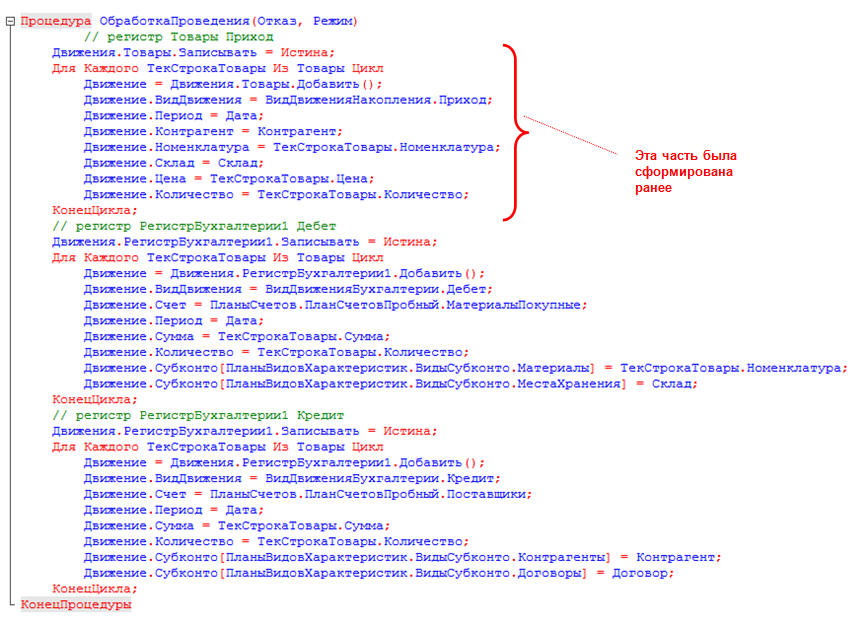 Процедура ОбработкаПроведения(Отказ, Режим)
// регистр Товары Приход
Движения.Товары.Записывать = Истина;
Для Каждого ТекСтрокаТовары Из Товары Цикл
Движение = Движения.Товары.Добавить();
Движение.ВидДвижения = ВидДвиженияНакопления.Приход;
Движение.Период = Дата;
Движение.Контрагент = Контрагент;
Движение.Номенклатура = ТекСтрокаТовары.Номенклатура;
Движение.Склад = Склад;
Движение.Цена = ТекСтрокаТовары.Цена;
Движение.Количество = ТекСтрокаТовары.Количество;
КонецЦикла;
Эта часть была
сформирована
ранее
// регистр РегистрБухгалтерии1 Дебет
Движения.РегистрБухгалтерии1.Записывать = Истина;
Для Каждого ТекСтрокаТовары Из Товары Цикл
Движение = Движения.РегистрБухгалтерии1.Добавить();
Движение.ВидДвижения = ВидДвиженияБухгалтерии.Дебет;
Движение.Счет = ПланыСчетов.ПланСчетовПробный.МатериалыПокупные;
Движение.Период = Дата;
Движение.Сумма = ТекСтрокаТовары.Сумма;
Движение.Количество = ТекСтрокаТовары.Количество;
Движение.Субконто[ПланыВидовХарактеристик.ВидыСубконто.Материалы] = ТекСтрокаТовары.Номенклатура;
Движение.Субконто[ПланыВидовХарактеристик.ВидыСубконто.МестаХранения] = Склад;
КонецЦикла;
// регистр РегистрБухгалтерии1 Кредит
Движения.РегистрБухгалтерии1.Записывать = Истина;
Для Каждого ТекСтрокаТовары Из Товары Цикл
Движение = Движения.РегистрБухгалтерии1.Добавить();
Движение.ВидДвижения = ВидДвиженияБухгалтерии.Кредит;
Движение.Счет = ПланыСчетов.ПланСчетовПробный.Поставщики;
Движение.Период = Дата;
Движение.Сумма = ТекСтрокаТовары.Сумма;
Движение.Количество = ТекСтрокаТовары.Количество;
Движение.Субконто[ПланыВидовХарактеристик.ВидыСубконто.Контрагенты] = Контрагент;
Движение.Субконто[ПланыВидовХарактеристик.ВидыСубконто.Договоры] = Договор;
КонецЦикла;
КонецПроцедуры